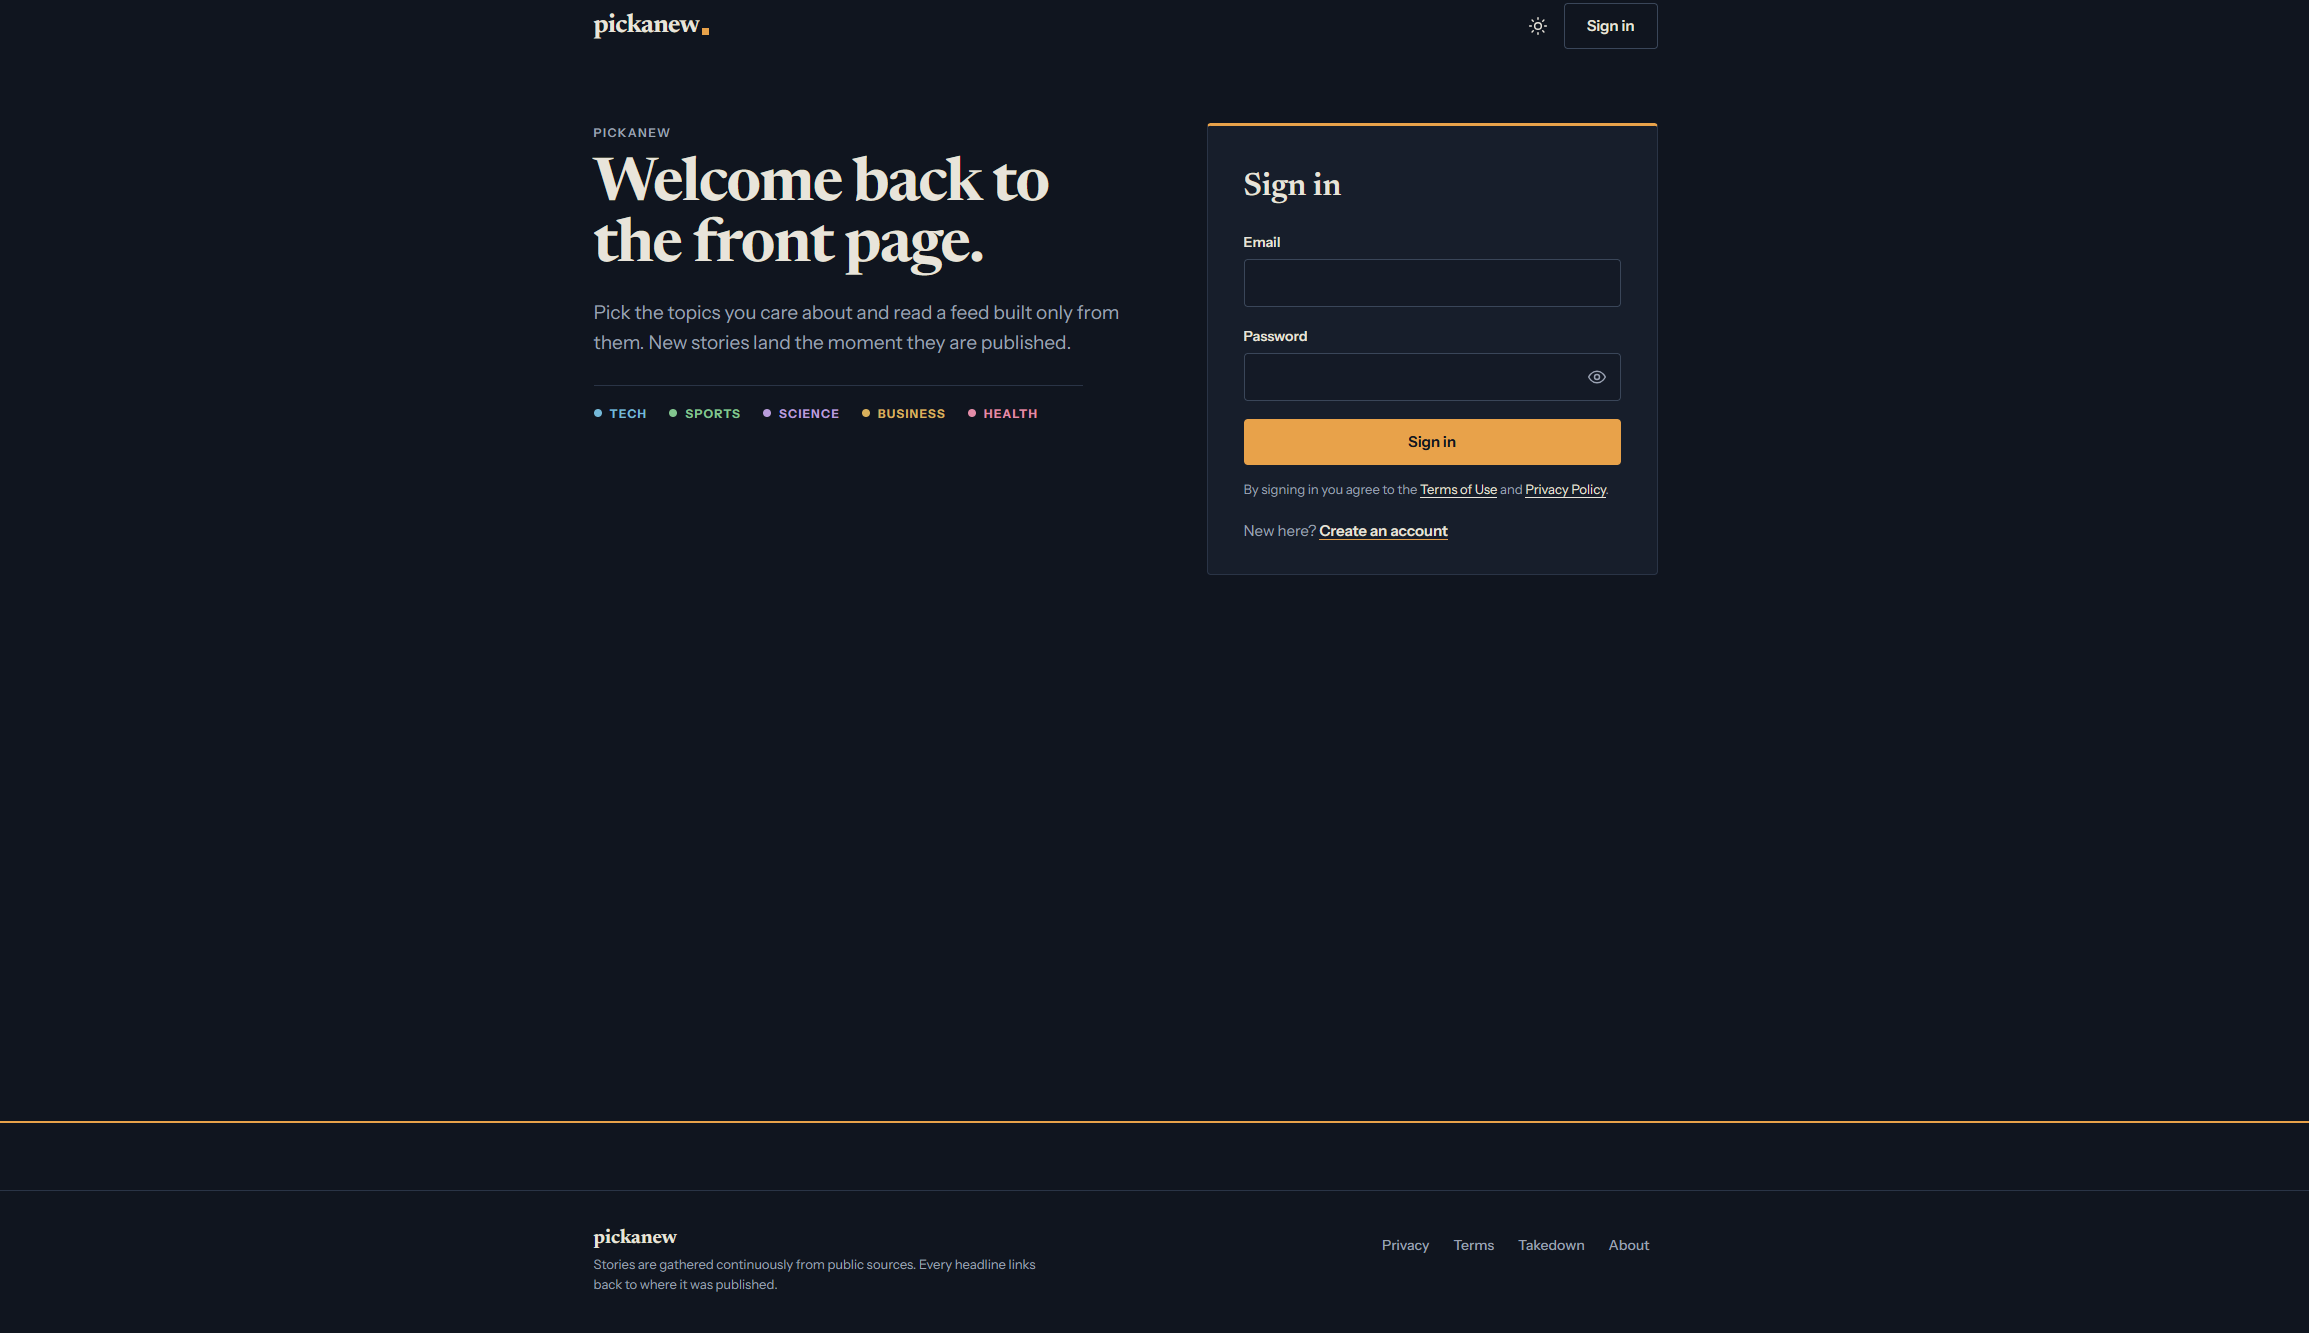 pickanew
Sign in
PICKANEW
Welcome back to
the front page.
Pick the topics you care about and read a feed built only from
them. New stories land the moment they are published.
TECH SPORTS SCIENCE BUSINESS HEALTH
Sign in
Email
Password
Sign in
By signing in you agree to the Terms of Use and Privacy Policy.
New here? Create an account
pickanew
Stories are gathered continuously from public sources. Every headline links
back to where it was published.
Privacy Terms Takedown About